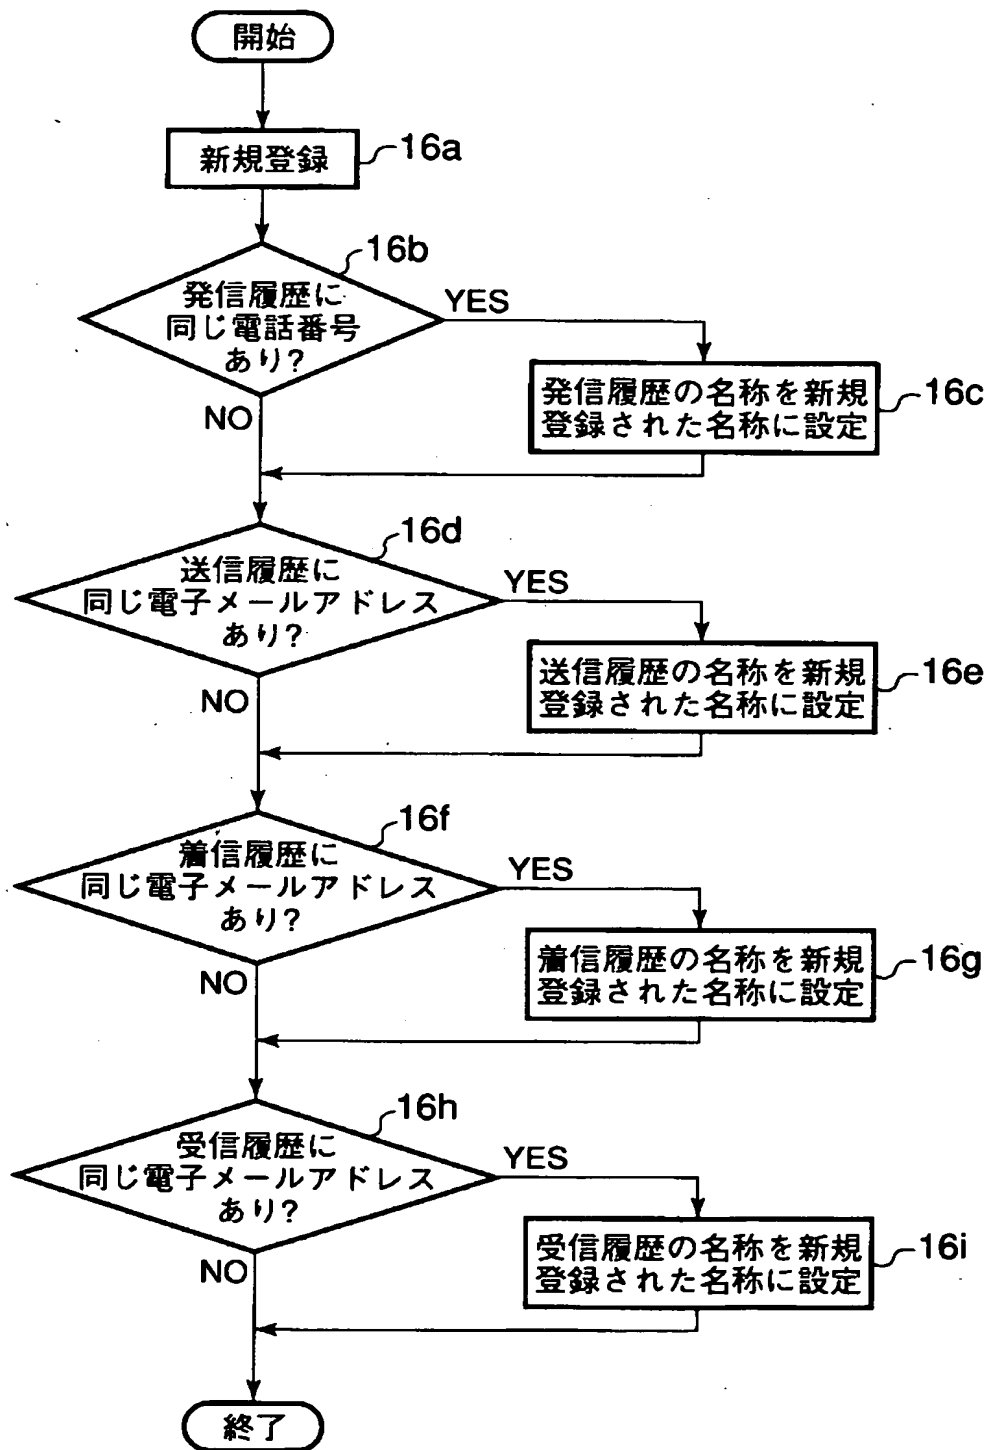 開始
新規登録
16a
16b
発信履歴に
同じ電話番号
あり?
YES
NO
発信履歴の名称を新規
登録された名称に設定
16c
16d
送信履歴に
同じ電子メールアドレス
あり?
YES
NO
送信履歴の名称を新規
登録された名称に設定
16e
16f
着信履歴に
同じ電子メールアドレス
あり?
YES
NO
着信履歴の名称を新規
登録された名称に設定
16g
16h
受信履歴に
同じ電子メールアドレス
あり?
YES
NO
受信履歴の名称を新規
登録された名称に設定
16i
終了